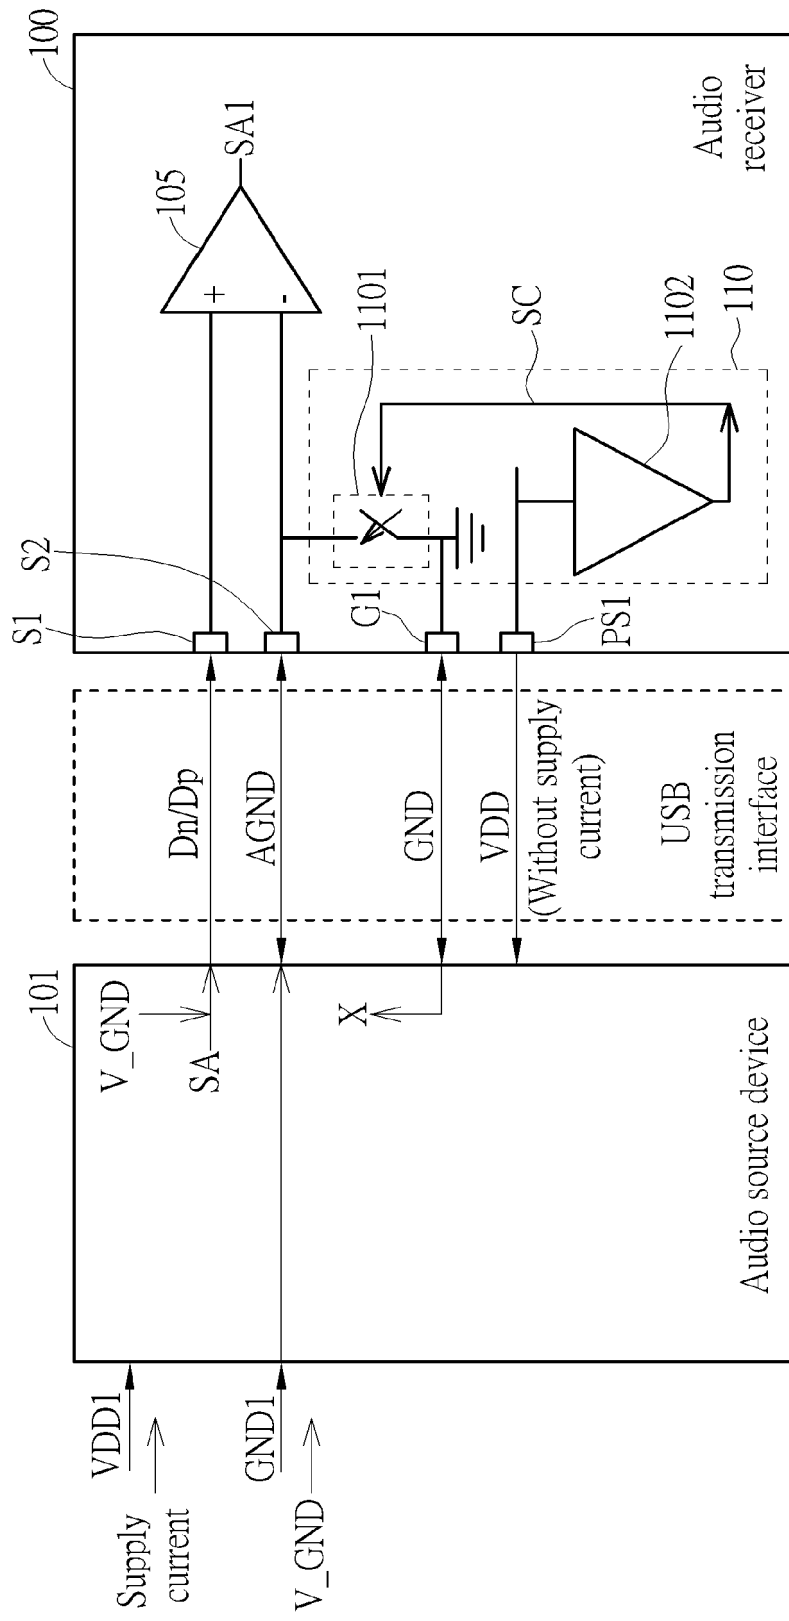 100
105
SA1
+
-
1101
SC
1102
110
Audio
receiver
S1
S2
G1
PS1
Dn/Dp
AGND
GND
VDD
(Without supply
current)
USB
transmission
interface
101
V_GND
SA
X
Audio source device
VDD1
Supply
current
GND1
V_GND